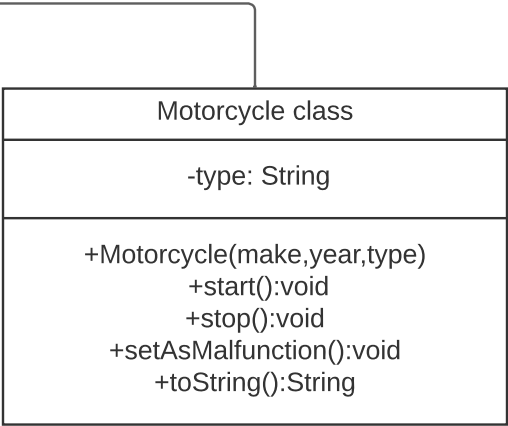 Motorcycle class
-type: String
+Motorcycle(make,year,type)
+start():void
+stop():void
+setAsMalfunction():void
+toString():String